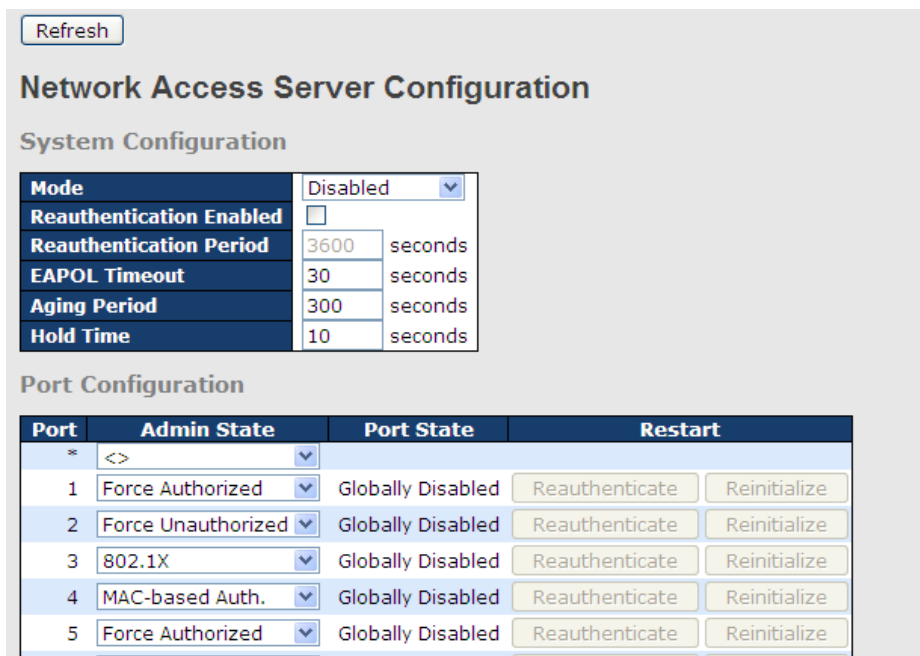 Refresh
Network Access Server Configuration
System Configuration
Mode Disabled
Reauthentication Enabled
Reauthentication Period 3600 seconds
EAPOL Timeout 30 seconds
Aging Period 300 seconds
Hold Time 10 seconds
Port Configuration
Port Admin State Port State Restart
* <>
1 Force Authorized Globally Disabled Reauthenticate Reinitialize
2 Force Unauthorized Globally Disabled Reauthenticate Reinitialize
3 802.1X Globally Disabled Reauthenticate Reinitialize
4 MAC-based Auth. Globally Disabled Reauthenticate Reinitialize
5 Force Authorized Globally Disabled Reauthenticate Reinitialize